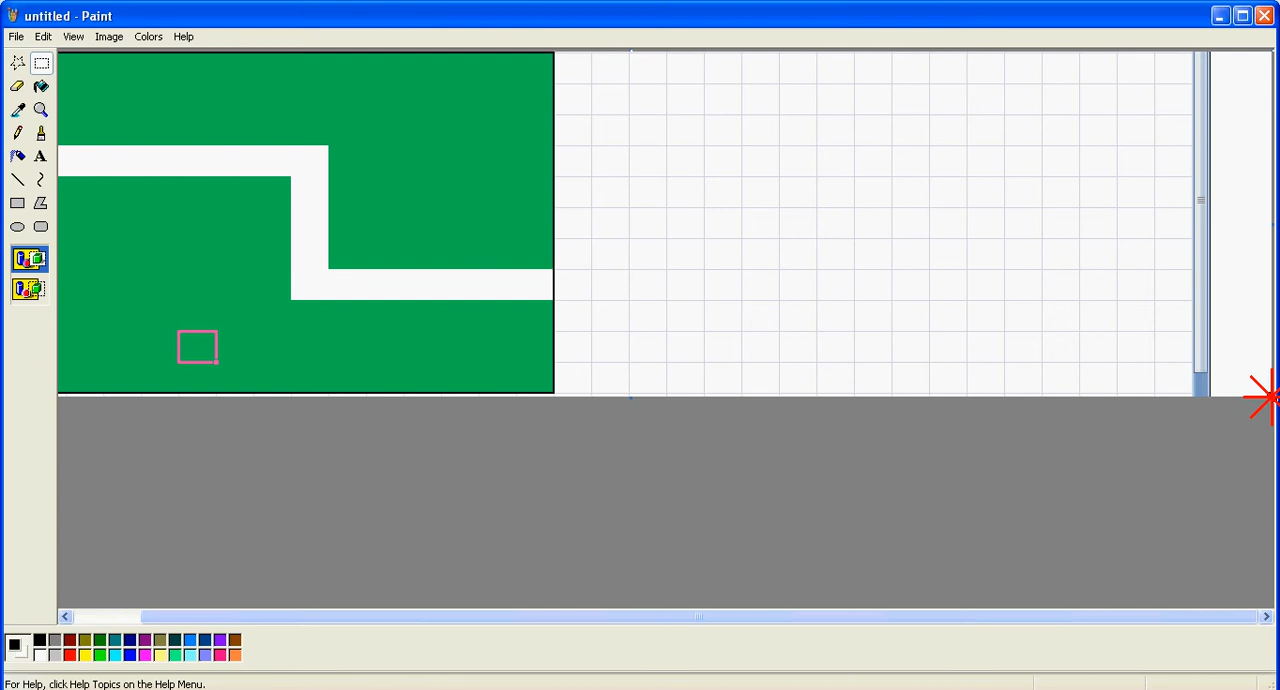 untitled - Paint
File Edit View Image Colors Help
A
For Help, click Help Topics on the Help Menu.